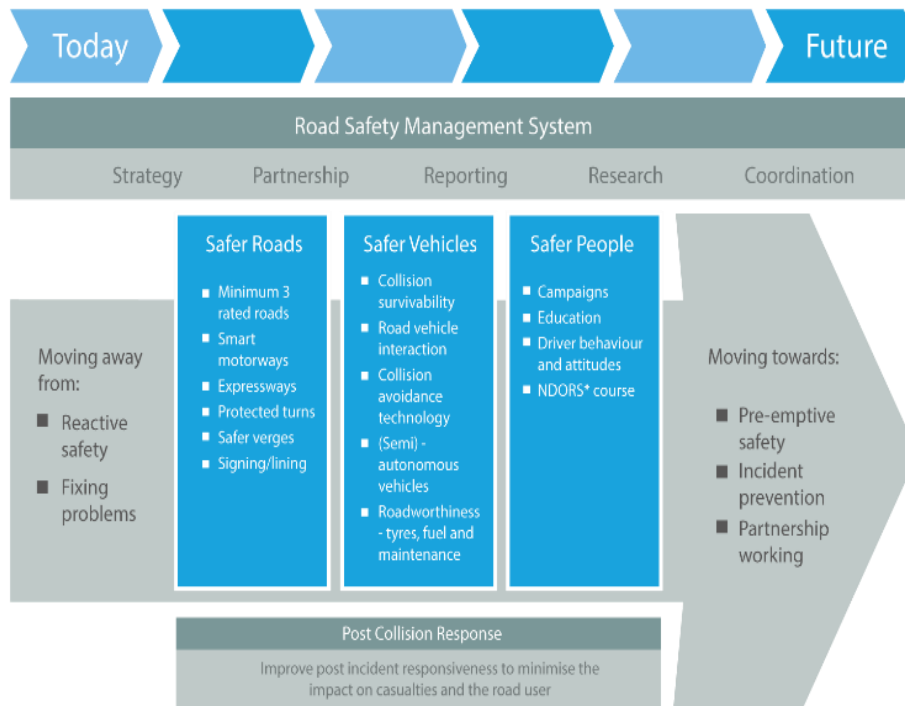 Today
Future
Road Safety Management System
Strategy
Partnership
Reporting
Research
Coordination
Moving away
from:
Reactive
safety
Fixing
problems
Safer Roads
Minimum 3
rated roads
Smart
motorways
Expressways
Protected turns
Safer verges
Signing/lining
Safer Vehicles
Collision
survivability
Road vehicle
interaction
Collision
avoidance
technology
(Semi) -
autonomous
vehicles
Roadworthiness
- tyres, fuel and
maintenance
Safer People
Campaigns
Education
Driver behaviour
and attitudes
NDORS* course
Moving towards:
Pre-emptive
safety
Incident
prevention
Partnership
working
Post Collision Response
Improve post incident responsiveness to minimise the
impact on casualties and the road user